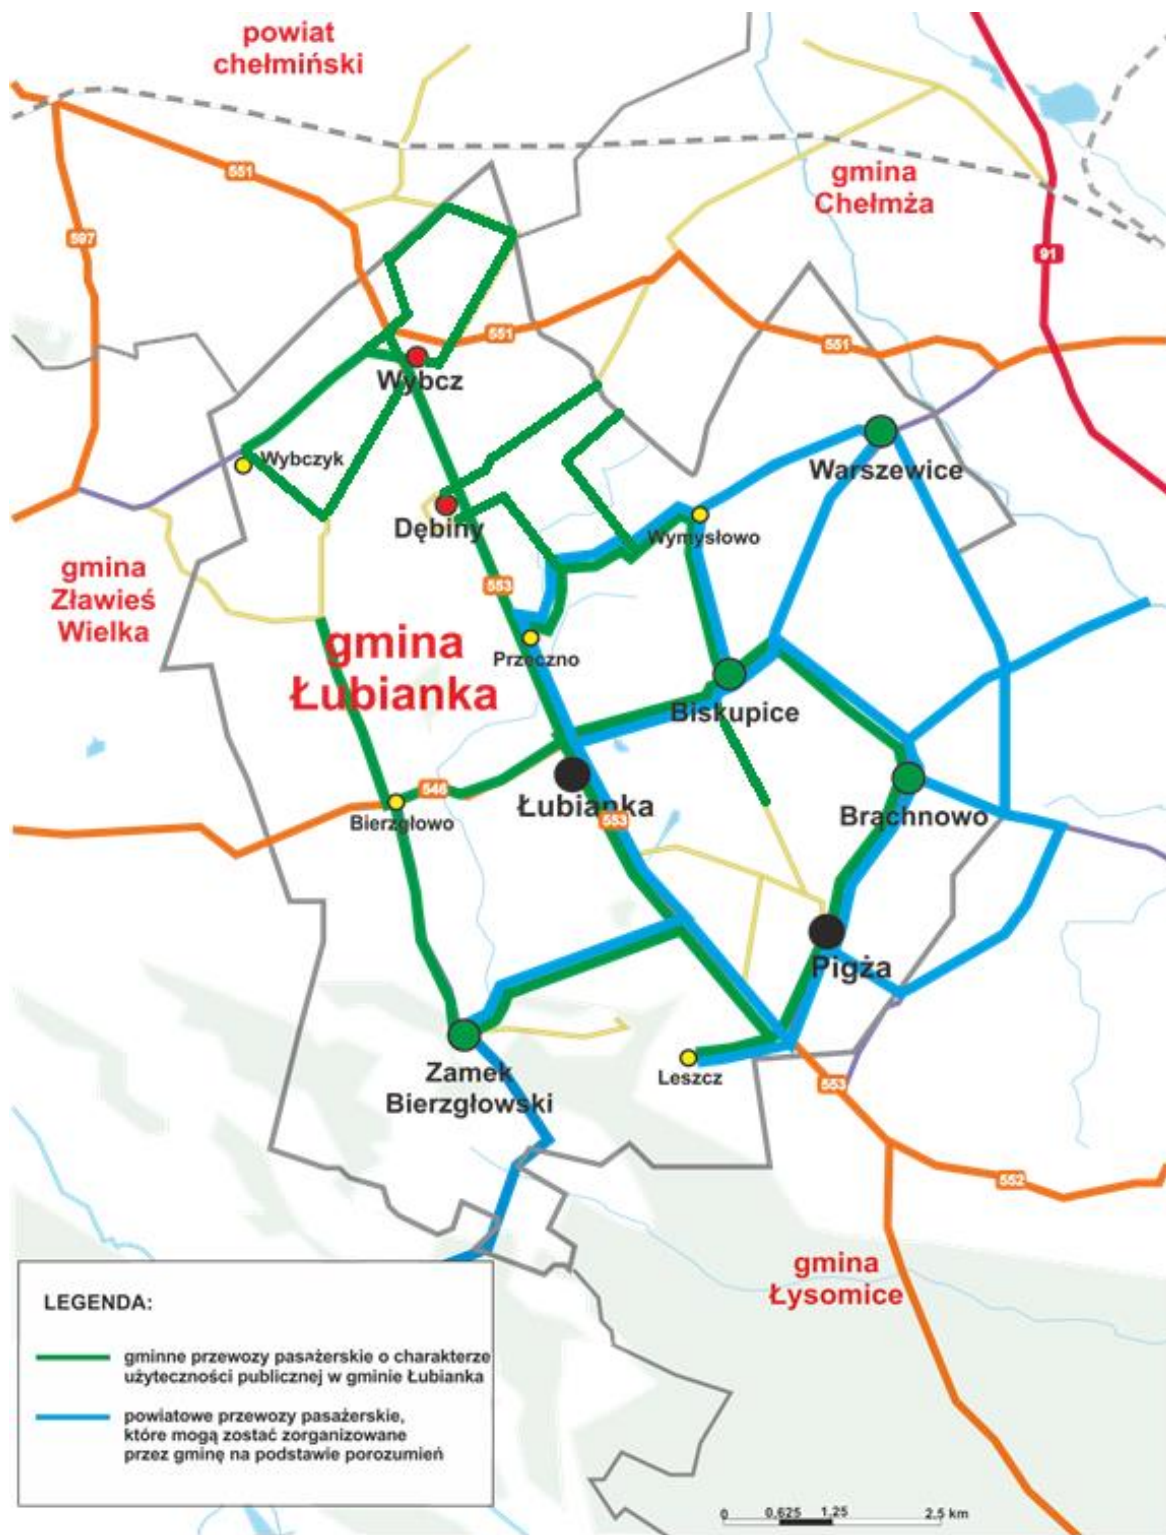 powiat
chełmiński
551
gmina
Chełmża
597
91
551
551
Wybcz
Wybczyk
Warszewice
Dębiny
Wymysłowo
gmina
Zławieś
Wielka
553
gmina
Łubianka
Przeczno
Biskupice
546
Łubianka
Bierzgłowo
553
Brąchnowo
Pigża
Zamek
Bierzgłowski
Leszcz
553
552
gmina
Łysomice
LEGENDA:
gminne przewozy pasażerskie o charakterze
użyteczności publicznej w gminie Łubianka
powiatowe przewozy pasażerskie,
które mogą zostać zorganizowane
przez gminę na podstawie porozumień
0 0,625 1,25 2,5 km